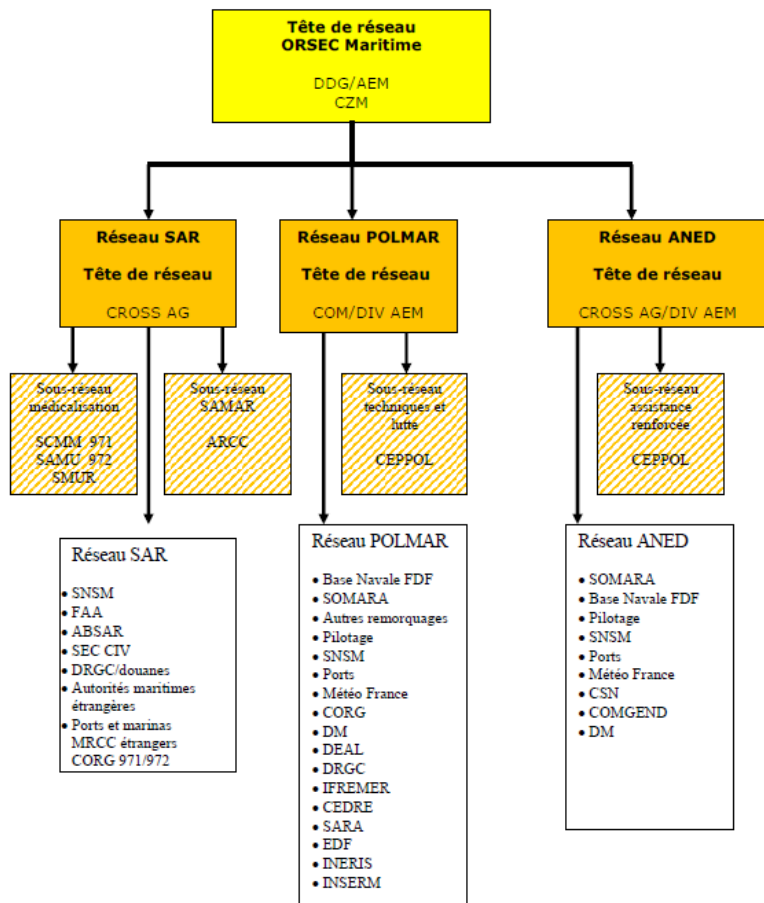 Tête de réseau
ORSEC Maritime
DDG/AEM
CZM
Réseau SAR
Tête de réseau
CROSS AG
Réseau POLMAR
Tête de réseau
COM/DIV AEM
Réseau ANED
Tête de réseau
CROSS AG/DIV AEM
Sous-réseau
médicalisation
SCMM 971
SAMU 972
SMUR
Sous-réseau
SAMAR
ARCC
Sous-réseau
techniques et
lutte
CEPPOL
Sous-réseau
assistance
renforcée
CEPPOL
Réseau SAR
• SNSM
• FAA
• ABSAR
• SEC CIV
• DRGC/douanes
• Autorités maritimes
étrangères
• Ports et marinas
MRCC étrangers
CORG 971/972
Réseau POLMAR
• Base Navale FDF
• SOMARA
• Autres remorquages
• Pilotage
• SNSM
• Ports
• Météo France
• CORG
• DM
• DEAL
• DRGC
• IFREMER
• CEDRE
• SARA
• EDF
• INERIS
• INSERM
Réseau ANED
• SOMARA
• Base Navale FDF
• Pilotage
• SNSM
• Ports
• Météo France
• CSN
• COMGEND
• DM